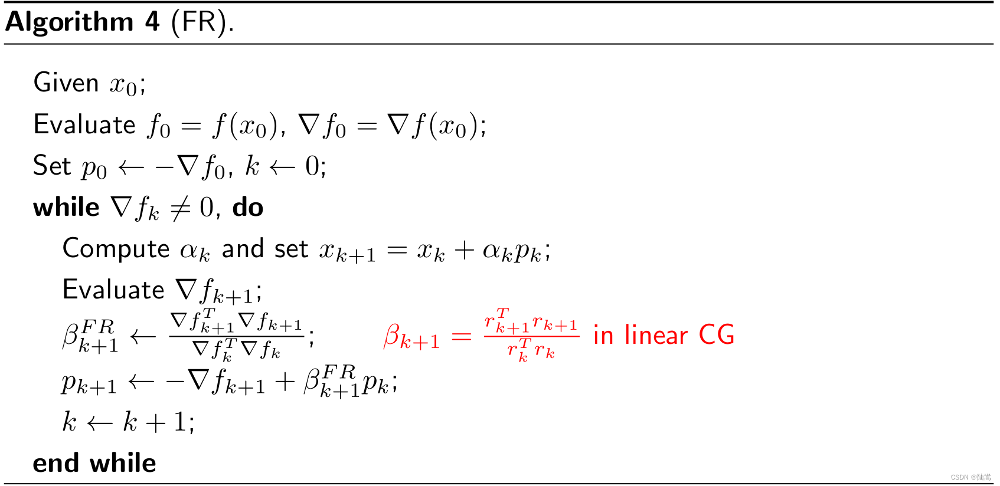 Algorithm 4 (FR).
Given $x_0$;
Evaluate $f_0 = f(x_0)$, $\nabla f_0 = \nabla f(x_0)$;
Set $p_0 \leftarrow -\nabla f_0$, $k \leftarrow 0$;
while $\nabla f_k \neq 0$, do
Compute $\alpha_k$ and set $x_{k+1} = x_k + \alpha_k p_k$;
Evaluate $\nabla f_{k+1}$;
$\beta_{k+1}^{FR} \leftarrow \frac{\nabla f_{k+1}^T \nabla f_{k+1}}{\nabla f_k^T \nabla f_k}$; $\beta_{k+1} = \frac{r_{k+1}^T r_{k+1}}{r_k^T r_k}$ in linear CG
$p_{k+1} \leftarrow -\nabla f_{k+1} + \beta_{k+1}^{FR} p_k$;
$k \leftarrow k + 1$;
end while
CSDN @陆嵩